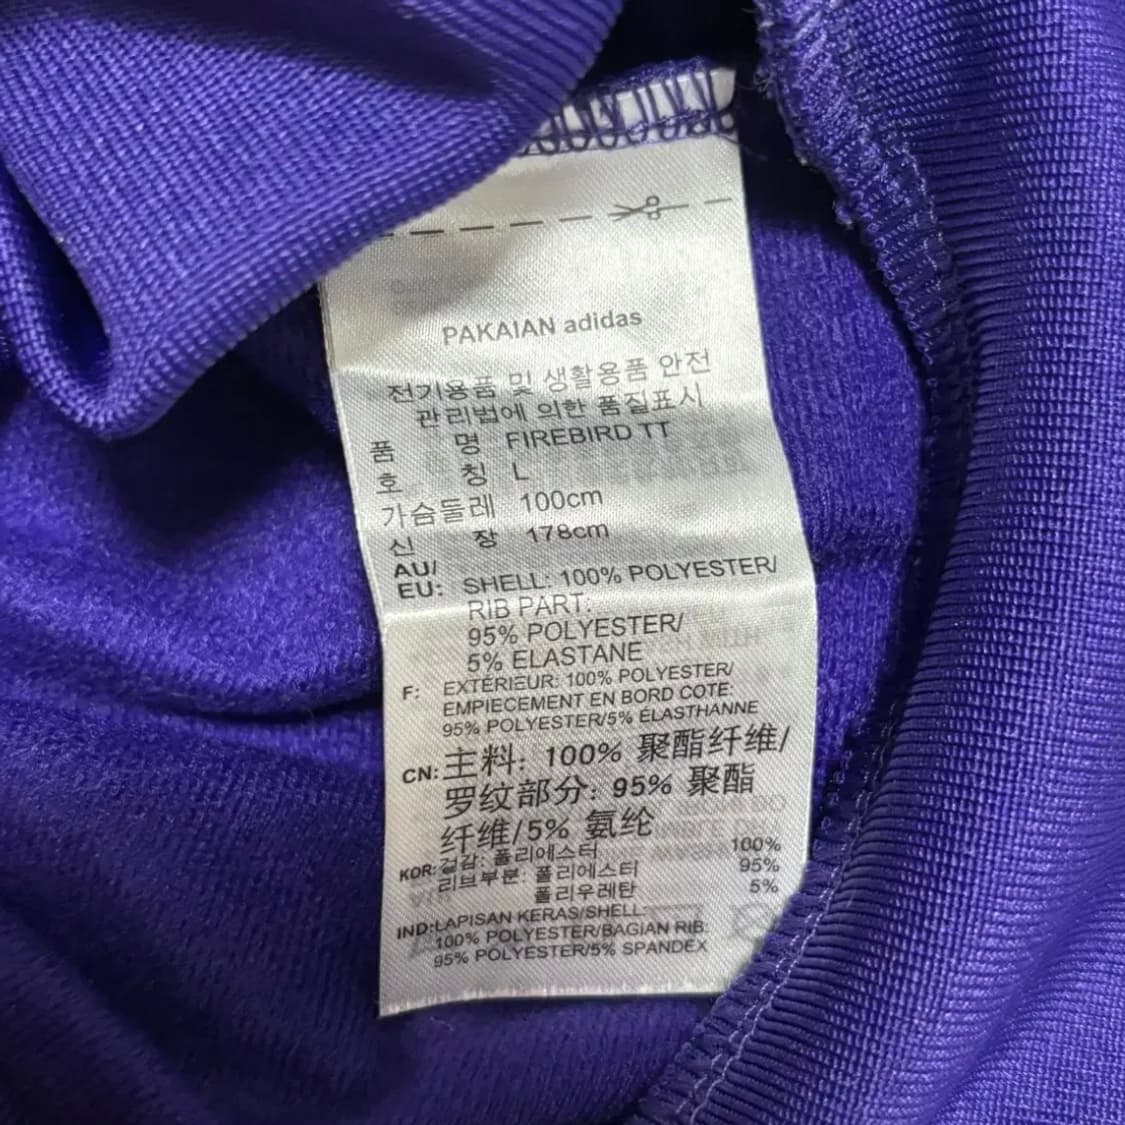 PAKAIAN adidas
전기용품 및 생활용품 안전
관리법에 의한 품질표시
품 명 FIREBIRD TT
호 칭 L
가슴둘레 100cm
신 장 178cm
AU/
EU: SHELL: 100% POLYESTER/
RIB PART:
95% POLYESTER/
5% ELASTANE
F: EXTÉRIEUR: 100% POLYESTER/
EMPIECEMENT EN BORD COTE:
95% POLYESTER/5% ÉLASTHANNE
CN: 主料: 100% 聚酯纤维/
罗纹部分: 95% 聚酯
纤维/5% 氨纶
KOR: 겉감: 폴리에스터 100%
리브부분: 폴리에스터 95%
폴리우레탄 5%
IND: LAPISAN KERAS/SHELL:
100% POLYESTER/BAGIAN RIB:
95% POLYESTER/5% SPANDEX